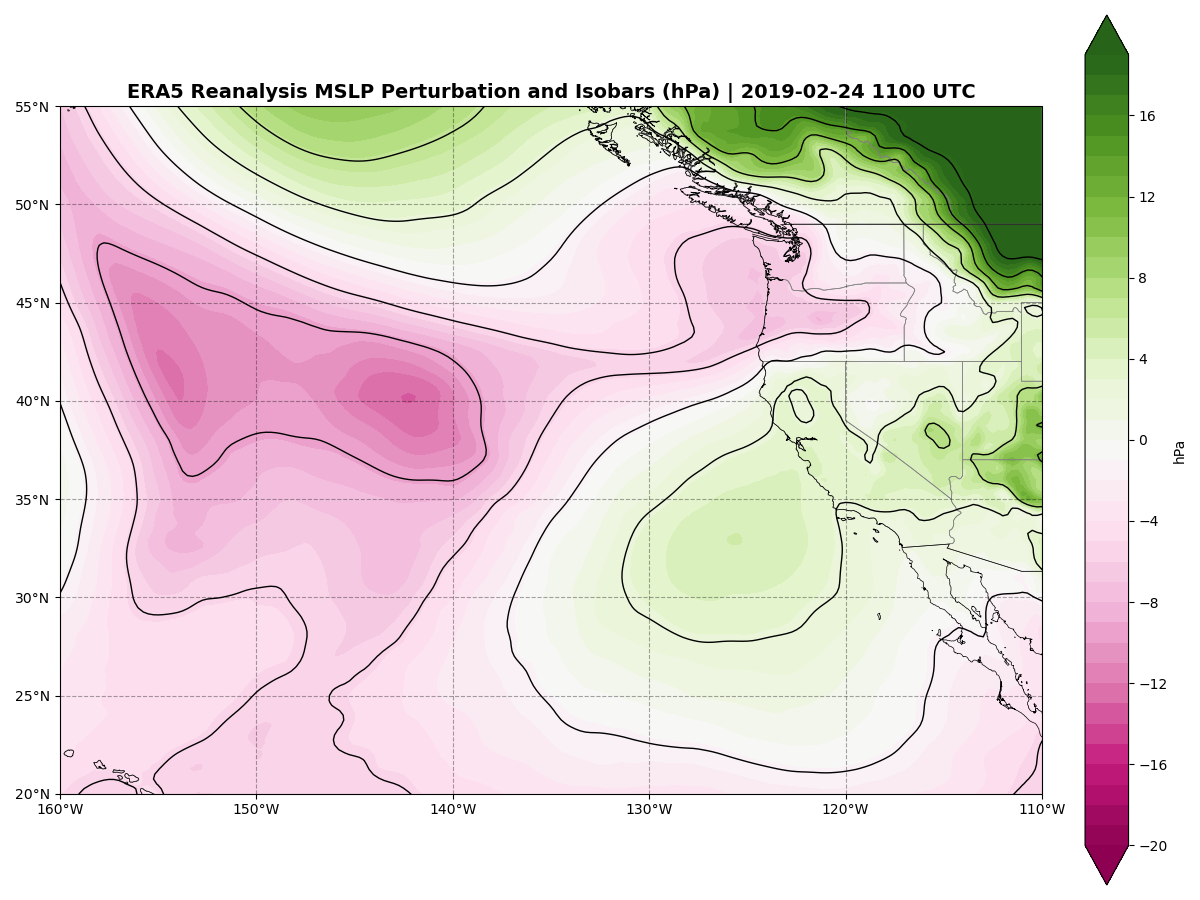 ERA5 Reanalysis MSLP Perturbation and Isobars (hPa) | 2019-02-24 1100 UTC
55°N
50°N
45°N
40°N
35°N
30°N
25°N
20°N
160°W
150°W
140°W
130°W
120°W
110°W
16
12
8
4
0
−4
−8
−12
−16
−20
hPa